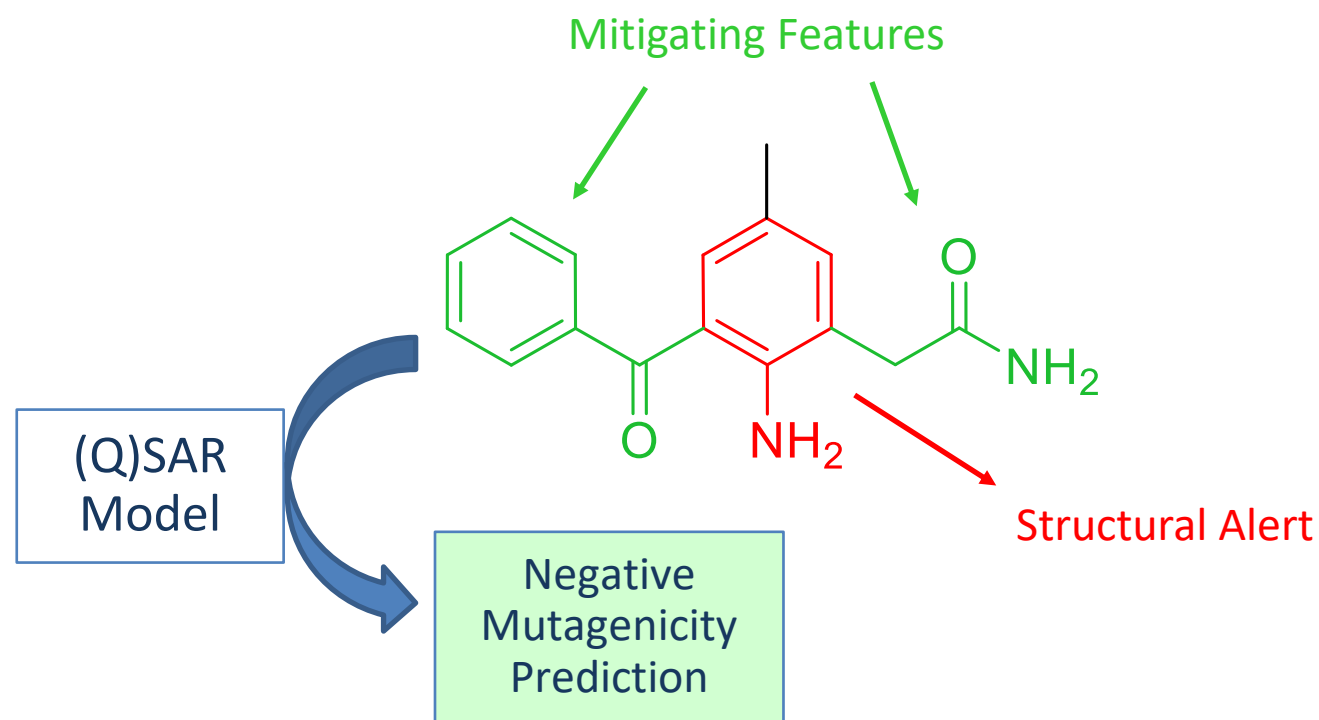 Mitigating Features
O
NH2
O
NH2
(Q)SAR
Model
Structural Alert
Negative
Mutagenicity
Prediction